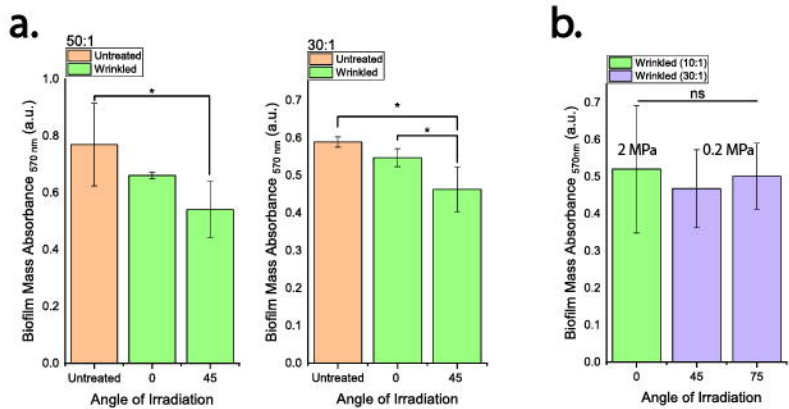 a.
50:1
Untreated
Wrinkled
1.0
0.8
0.6
0.4
0.2
0.0
*
Biofilm Mass Absorbance 570 nm (a.u.)
Untreated 0 45
Angle of Irradiation
30:1
Untreated
Wrinkled
0.7
0.6
0.5
0.4
0.3
0.2
0.1
0.0
*
*
Biofilm Mass Absorbance 570 nm (a.u.)
Untreated 0 45
Angle of Irradiation
b.
Wrinkled (10:1)
Wrinkled (30:1)
ns
0.7
0.6
0.5
0.4
0.3
0.2
0.1
0.0
2 MPa 0.2 MPa
Biofilm Mass Absorbance 570nm (a.u.)
0 45 75
Angle of Irradiation